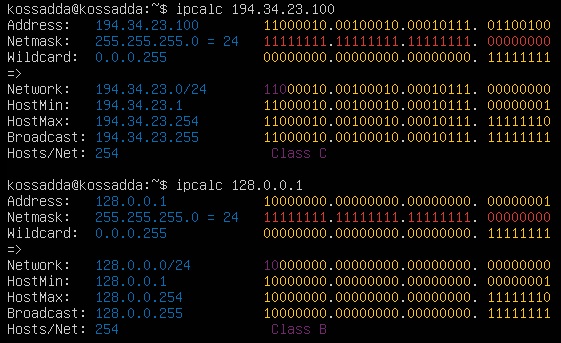 kossadda@kossadda:~$ ipcalc 194.34.23.100
Address:   194.34.23.100        11000010.00100010.00010111. 01100100
Netmask:   255.255.255.0 = 24   11111111.11111111.11111111. 00000000
Wildcard:  0.0.0.255            00000000.00000000.00000000. 11111111
=>
Network:   194.34.23.0/24       11000010.00100010.00010111. 00000000
HostMin:   194.34.23.1          11000010.00100010.00010111. 00000001
HostMax:   194.34.23.254        11000010.00100010.00010111. 11111110
Broadcast: 194.34.23.255        11000010.00100010.00010111. 11111111
Hosts/Net: 254                   Class C
kossadda@kossadda:~$ ipcalc 128.0.0.1
Address:   128.0.0.1            10000000.00000000.00000000. 00000001
Netmask:   255.255.255.0 = 24   11111111.11111111.11111111. 00000000
Wildcard:  0.0.0.255            00000000.00000000.00000000. 11111111
=>
Network:   128.0.0.0/24         10000000.00000000.00000000. 00000000
HostMin:   128.0.0.1            10000000.00000000.00000000. 00000001
HostMax:   128.0.0.254          10000000.00000000.00000000. 11111110
Broadcast: 128.0.0.255          10000000.00000000.00000000. 11111111
Hosts/Net: 254                   Class B